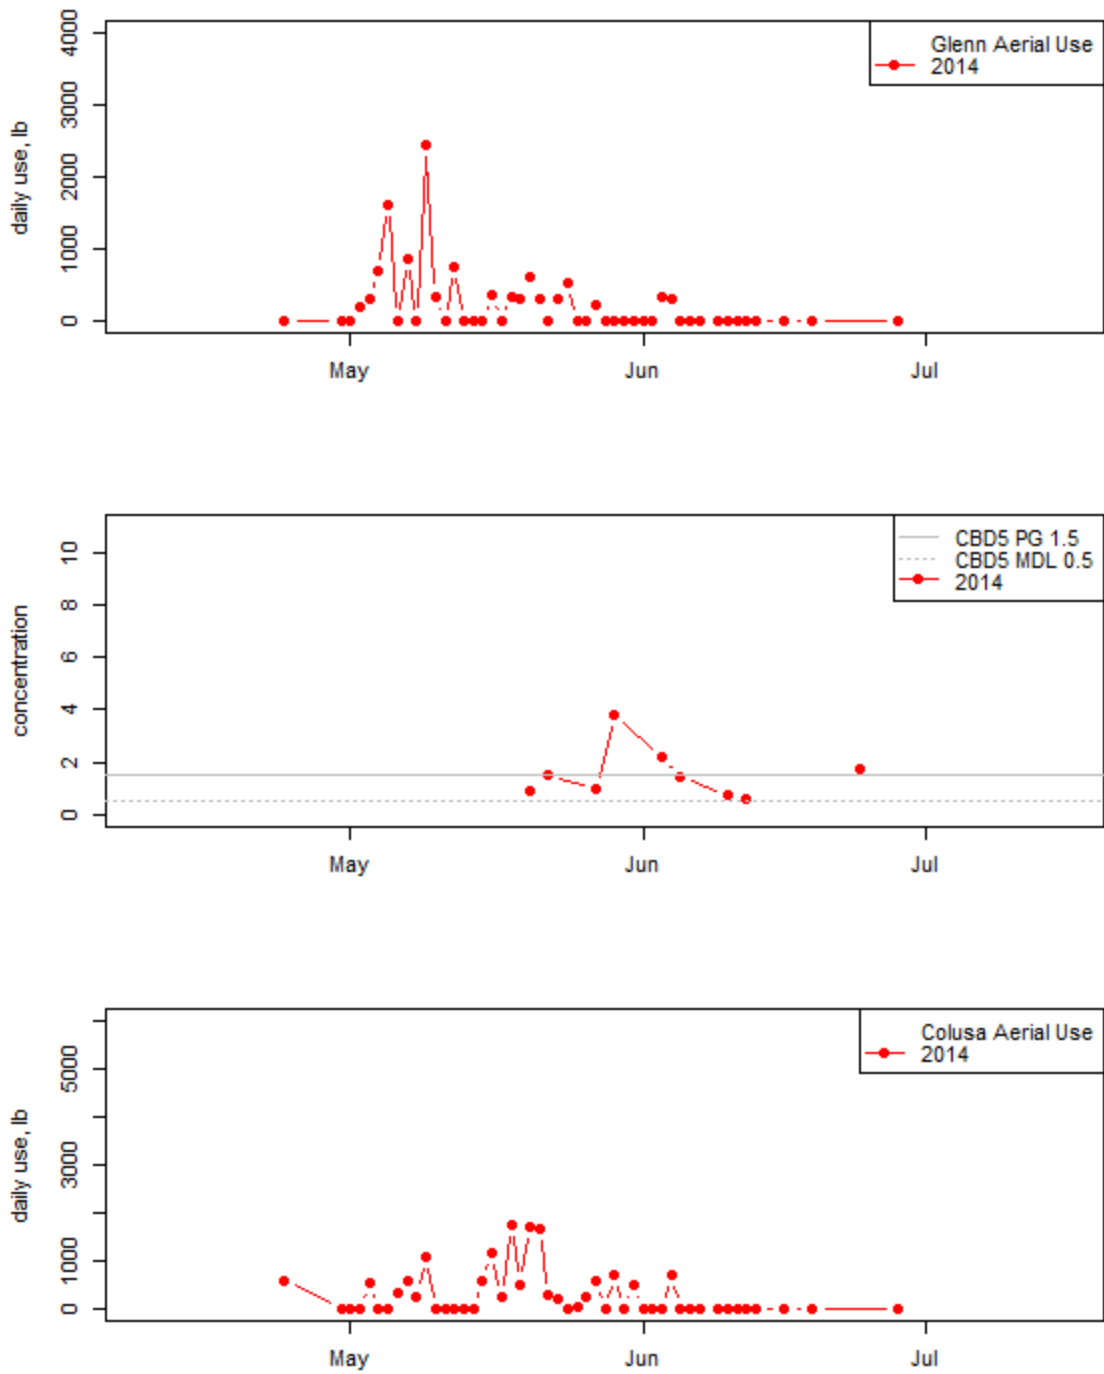 Glenn Aerial Use
2014
daily use, lb
4000
3000
2000
1000
0
May Jun Jul
CBD5 PG 1.5
CBD5 MDL 0.5
2014
concentration
10
8
6
4
2
0
May Jun Jul
Colusa Aerial Use
2014
daily use, lb
5000
3000
1000
0
May Jun Jul